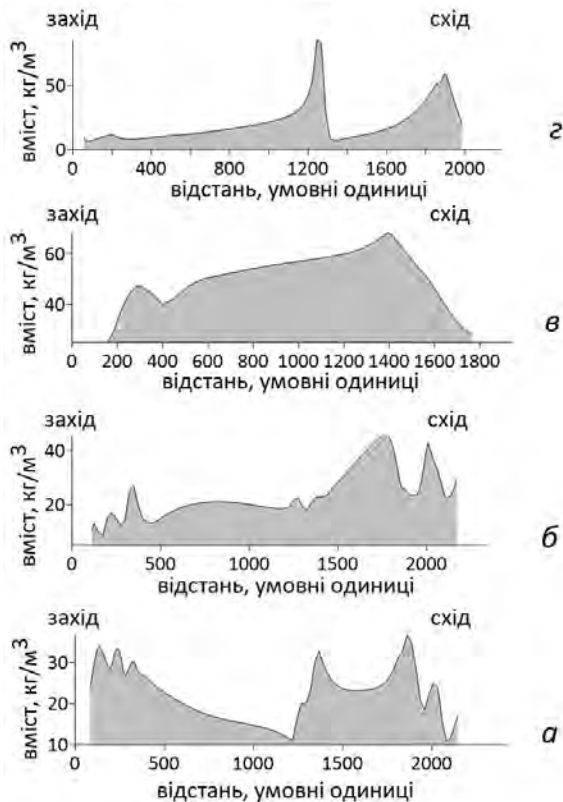 захід схід
вміст, кг/м³
50
0
0 400 800 1200 1600 2000
відстань, умовні одиниці
г
захід схід
вміст, кг/м³
60
40
0 200 400 600 800 1000 1200 1400 1600 1800
відстань, умовні одиниці
в
захід схід
вміст, кг/м³
40
20
0 500 1000 1500 2000
відстань, умовні одиниці
б
захід схід
вміст, кг/м³
30
20
10
500 1000 1500 2000
відстань, умовні одиниці
а